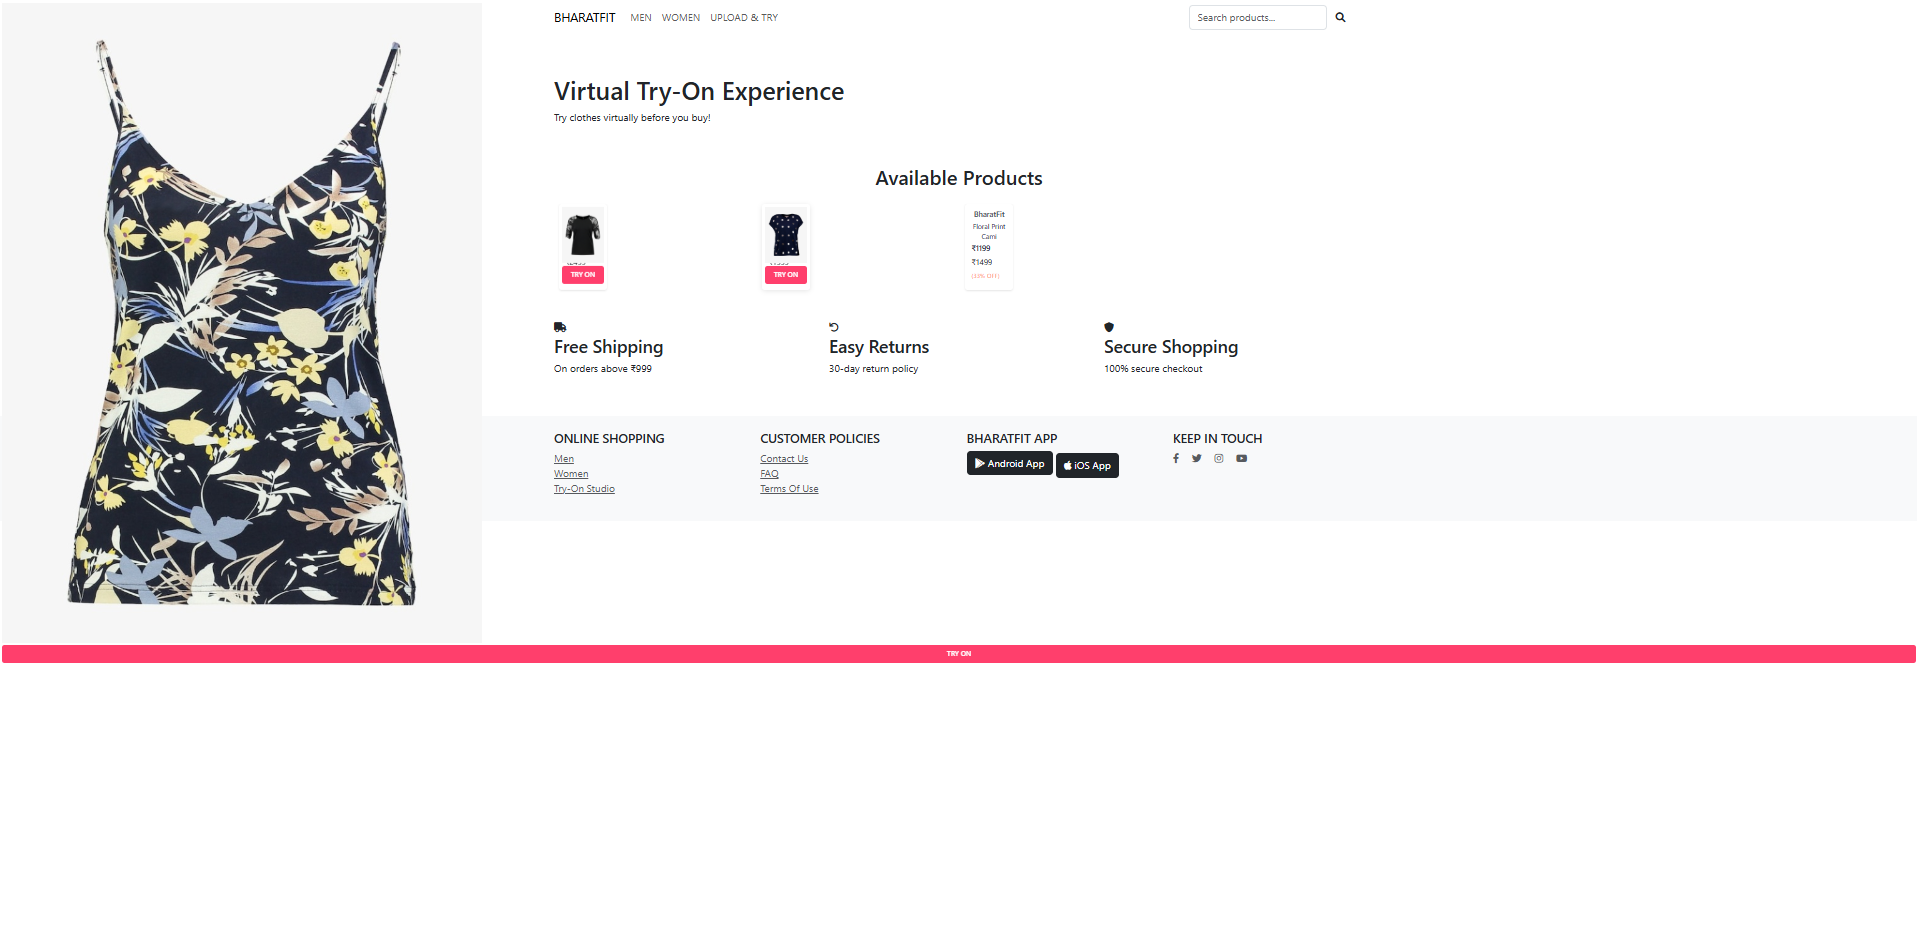 BHARATFIT MEN WOMEN UPLOAD & TRY Search products...
Virtual Try-On Experience
Try clothes virtually before you buy!
Available Products
TRY ON
TRY ON
BharatFit
Floral Print
Cami
₹1199
₹1499
(33% OFF)
Free Shipping
On orders above ₹999
Easy Returns
30-day return policy
Secure Shopping
100% secure checkout
ONLINE SHOPPING
Men
Women
Try-On Studio
CUSTOMER POLICIES
Contact Us
FAQ
Terms Of Use
BHARATFIT APP
Android App
iOS App
KEEP IN TOUCH
TRY ON